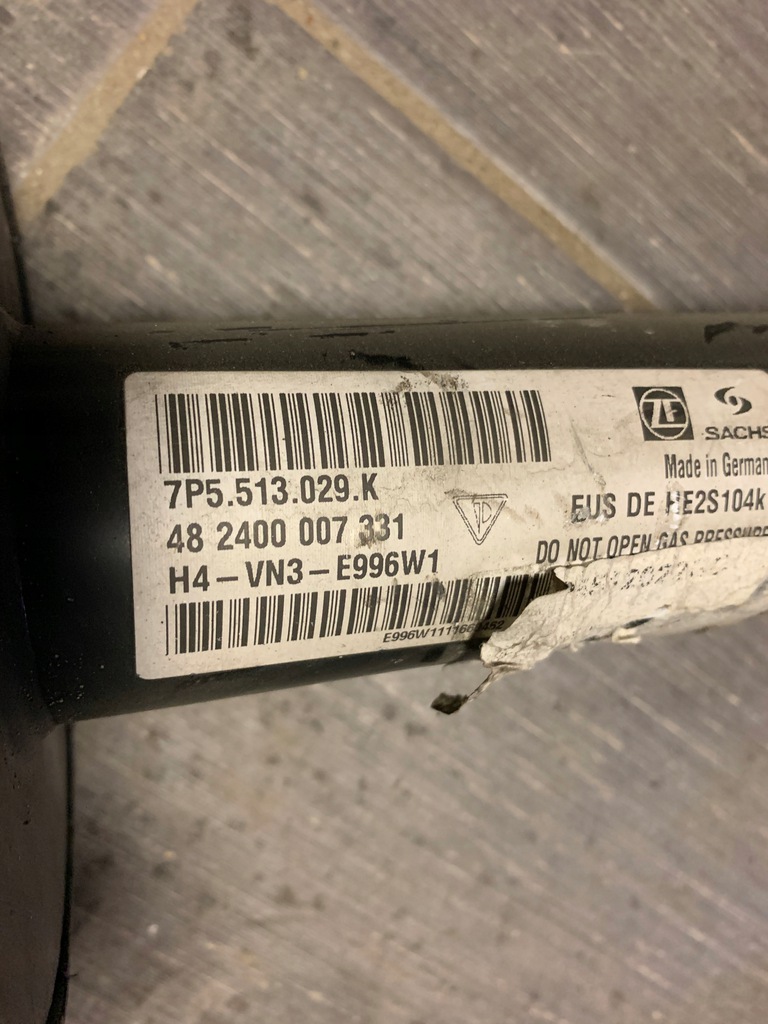 7P5.513.029.K
48 2400 007 331
H4-VN3-E996W1
ZF
SACHS
Made in German
EUS DE HE2S104k
DO NOT OPEN GAS PRESSURE